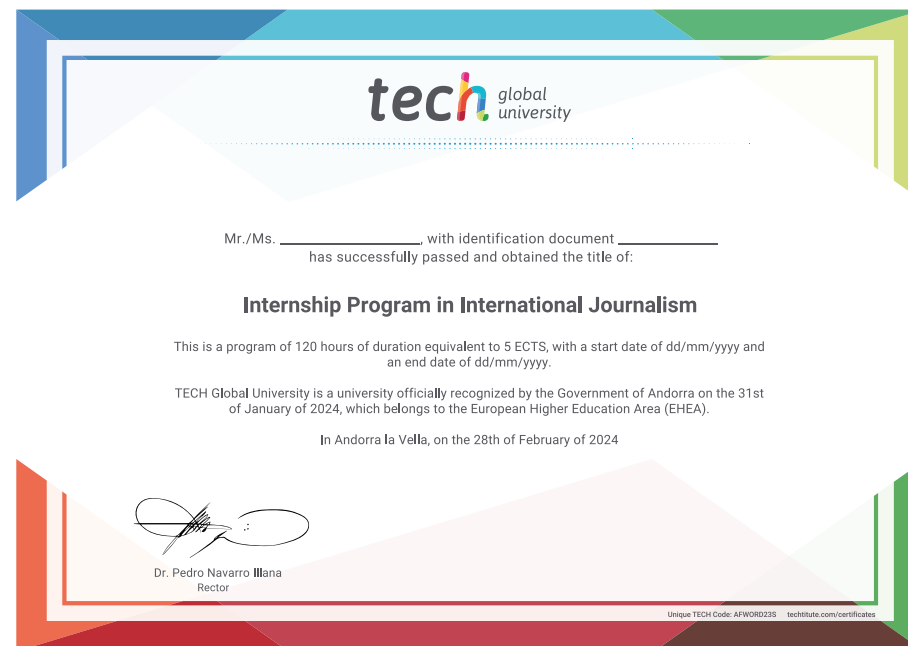 tech global university
Mr./Ms. ____________________, with identification document ______________
has successfully passed and obtained the title of:
Internship Program in International Journalism
This is a program of 120 hours of duration equivalent to 5 ECTS, with a start date of dd/mm/yyyy and
an end date of dd/mm/yyyy.
TECH Global University is a university officially recognized by the Government of Andorra on the 31st
of January of 2024, which belongs to the European Higher Education Area (EHEA).
In Andorra la Vella, on the 28th of February of 2024
Dr. Pedro Navarro Illana
Rector
Unique TECH Code: AFWORD23S techtitute.com/certificates